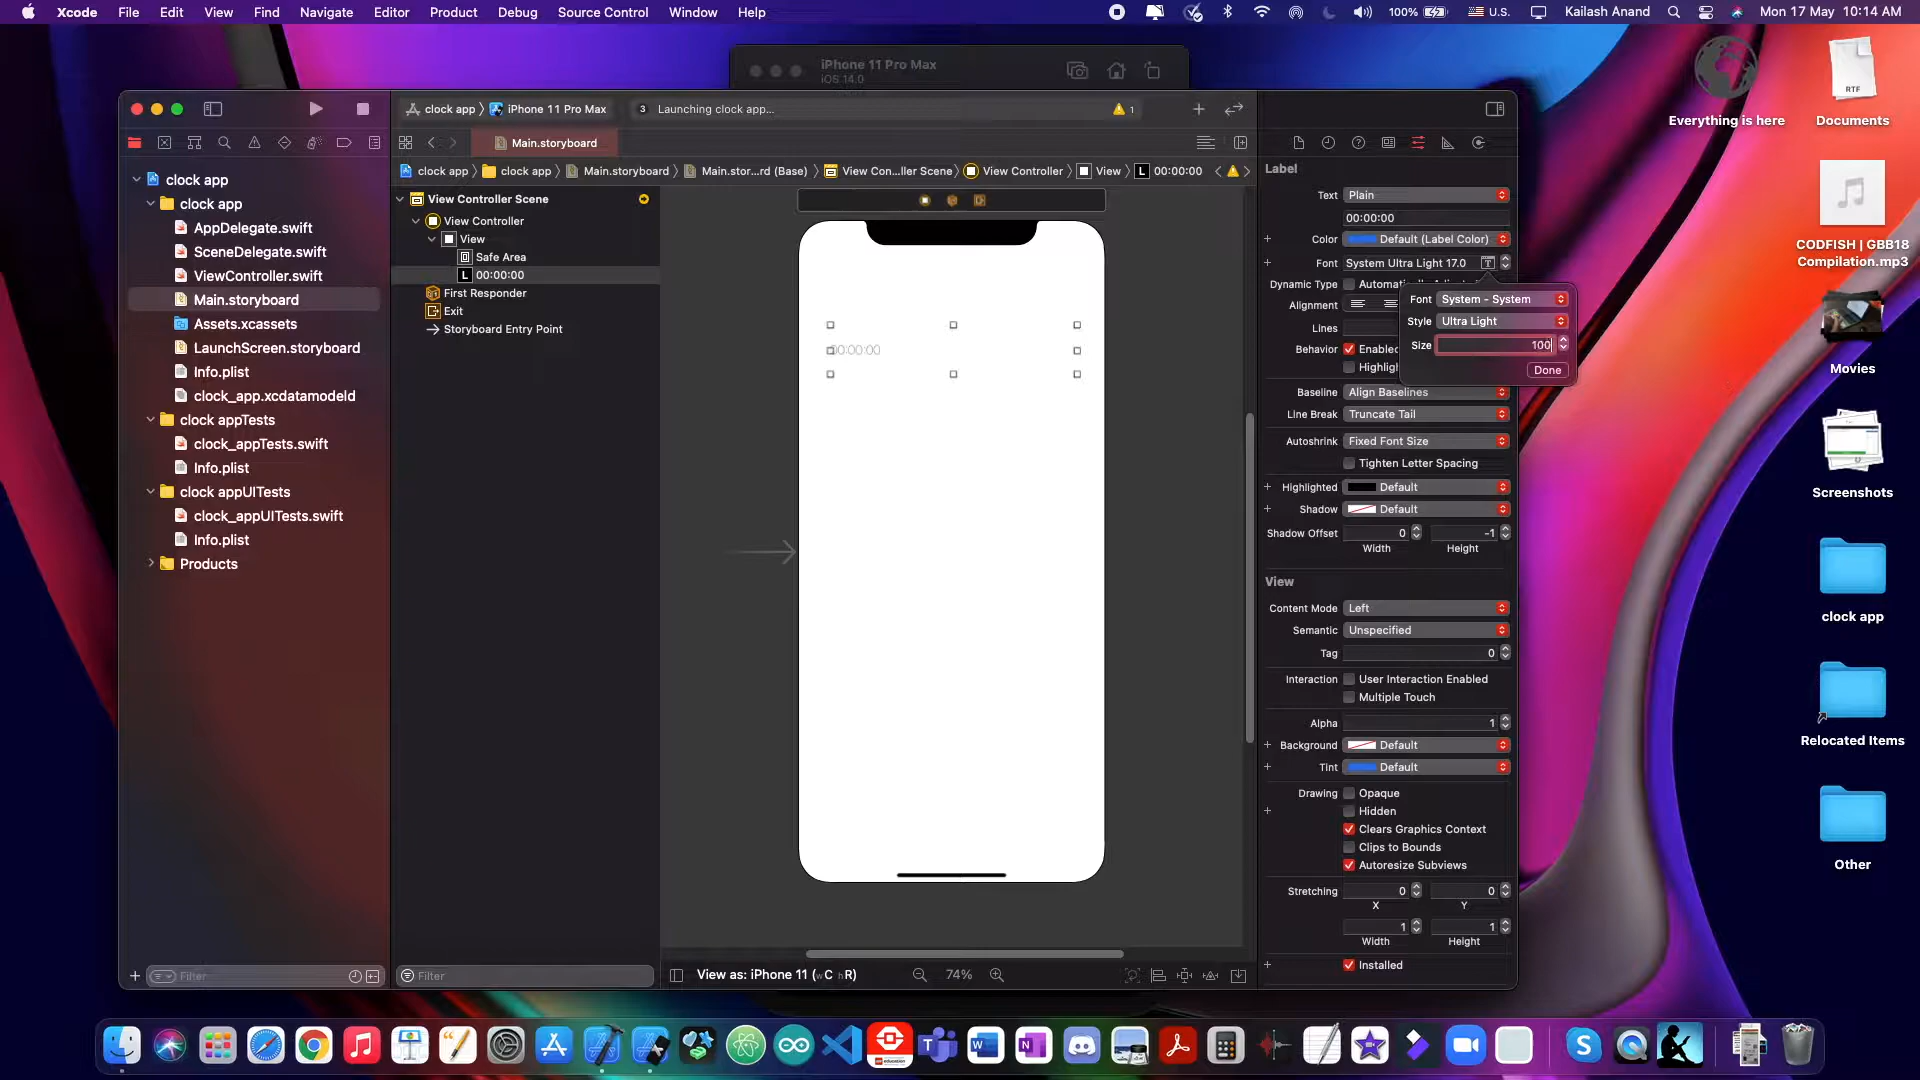 Xcode File Edit View Find Navigate Editor Product Debug Source Control Window Help
100% U.S. Kailash Anand Mon 17 May 10:14 AM
iPhone 11 Pro Max
iOS 14.0
clock app iPhone 11 Pro Max
3 Launching clock app...
1
Main.storyboard
clock app clock app Main.storyboard Main.stor...rd (Base) View Con...ller Scene View Controller View L 00:00:00
clock app
clock app
AppDelegate.swift
SceneDelegate.swift
ViewController.swift
Main.storyboard
Assets.xcassets
LaunchScreen.storyboard
Info.plist
clock_app.xcdatamodeld
clock appTests
clock_appTests.swift
Info.plist
clock appUITests
clock_appUITests.swift
Info.plist
Products
Filter
View Controller Scene
View Controller
View
Safe Area
L 00:00:00
First Responder
Exit
Storyboard Entry Point
Filter
00:00:00
View as: iPhone 11 (wC hR)
74%
Label
Text Plain
00:00:00
Color Default (Label Color)
Font System Ultra Light 17.0
Dynamic Type
Alignment
Lines
Behavior Enabled
Baseline Align Baselines
Line Break Truncate Tail
Autoshrink Fixed Font Size
Tighten Letter Spacing
Highlighted Default
Shadow Default
Shadow Offset 0 -1
Width Height
View
Content Mode Left
Semantic Unspecified
Tag 0
Interaction User Interaction Enabled
Multiple Touch
Alpha 1
Background Default
Tint Default
Drawing Opaque
Hidden
Clears Graphics Context
Clips to Bounds
Autoresize Subviews
Stretching 0 0
X Y
1 1
Width Height
Installed
Font System - System
Style Ultra Light
Size 100
Done
Everything is here
RTF
Documents
CODFISH | GBB18
Compilation.mp3
Movies
Screenshots
clock app
Relocated Items
Other